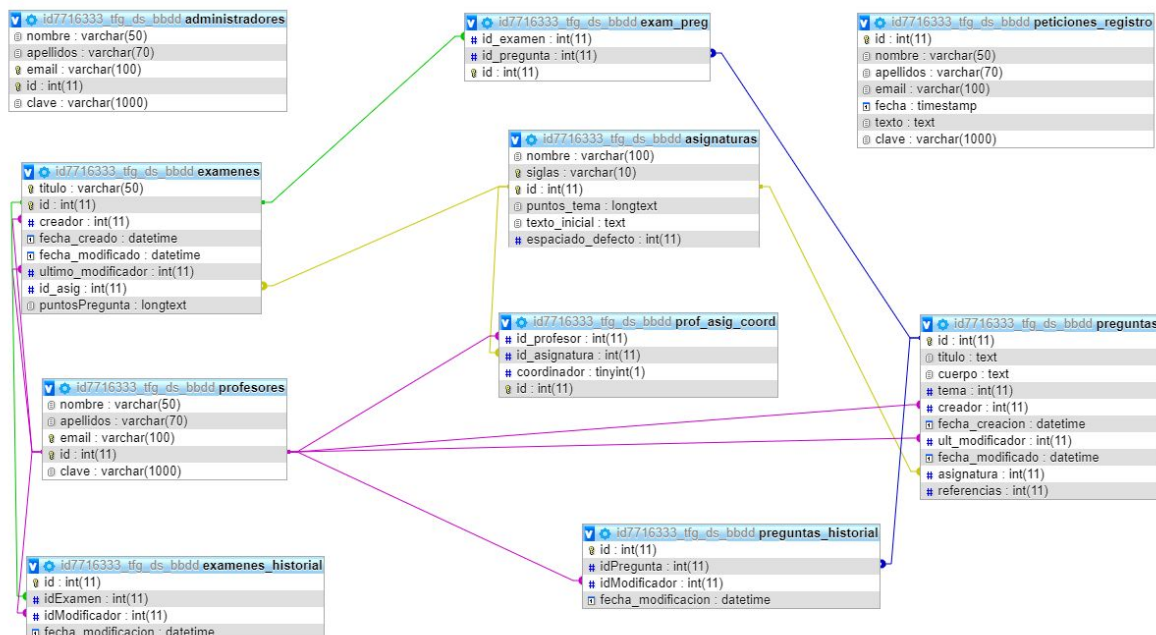 id7716333_tfg_ds_bbdd administradores
nombre : varchar(50)
apellidos : varchar(70)
email : varchar(100)
id : int(11)
clave : varchar(1000)
id7716333_tfg_ds_bbdd exam_preg
# id_examen : int(11)
# id_pregunta : int(11)
id : int(11)
id7716333_tfg_ds_bbdd peticiones_registro
id : int(11)
nombre : varchar(50)
apellidos : varchar(70)
email : varchar(100)
fecha : timestamp
texto : text
clave : varchar(1000)
id7716333_tfg_ds_bbdd asignaturas
nombre : varchar(100)
siglas : varchar(10)
id : int(11)
puntos_tema : longtext
texto_inicial : text
# espaciado_defecto : int(11)
id7716333_tfg_ds_bbdd examenes
titulo : varchar(50)
id : int(11)
# creador : int(11)
fecha_creado : datetime
fecha_modificado : datetime
# ultimo_modificador : int(11)
# id_asig : int(11)
puntosPregunta : longtext
id7716333_tfg_ds_bbdd prof_asig_coord
# id_profesor : int(11)
# id_asignatura : int(11)
# coordinador : tinyint(1)
id : int(11)
id7716333_tfg_ds_bbdd preguntas
id : int(11)
titulo : text
cuerpo : text
# tema : int(11)
# creador : int(11)
fecha_creacion : datetime
# ult_modificador : int(11)
fecha_modificado : datetime
# asignatura : int(11)
# referencias : int(11)
id7716333_tfg_ds_bbdd profesores
nombre : varchar(50)
apellidos : varchar(70)
email : varchar(100)
id : int(11)
clave : varchar(1000)
id7716333_tfg_ds_bbdd preguntas_historial
id : int(11)
# idPregunta : int(11)
# idModificador : int(11)
fecha_modificacion : datetime
id7716333_tfg_ds_bbdd examenes_historial
id : int(11)
# idExamen : int(11)
# idModificador : int(11)
fecha_modificacion : datetime